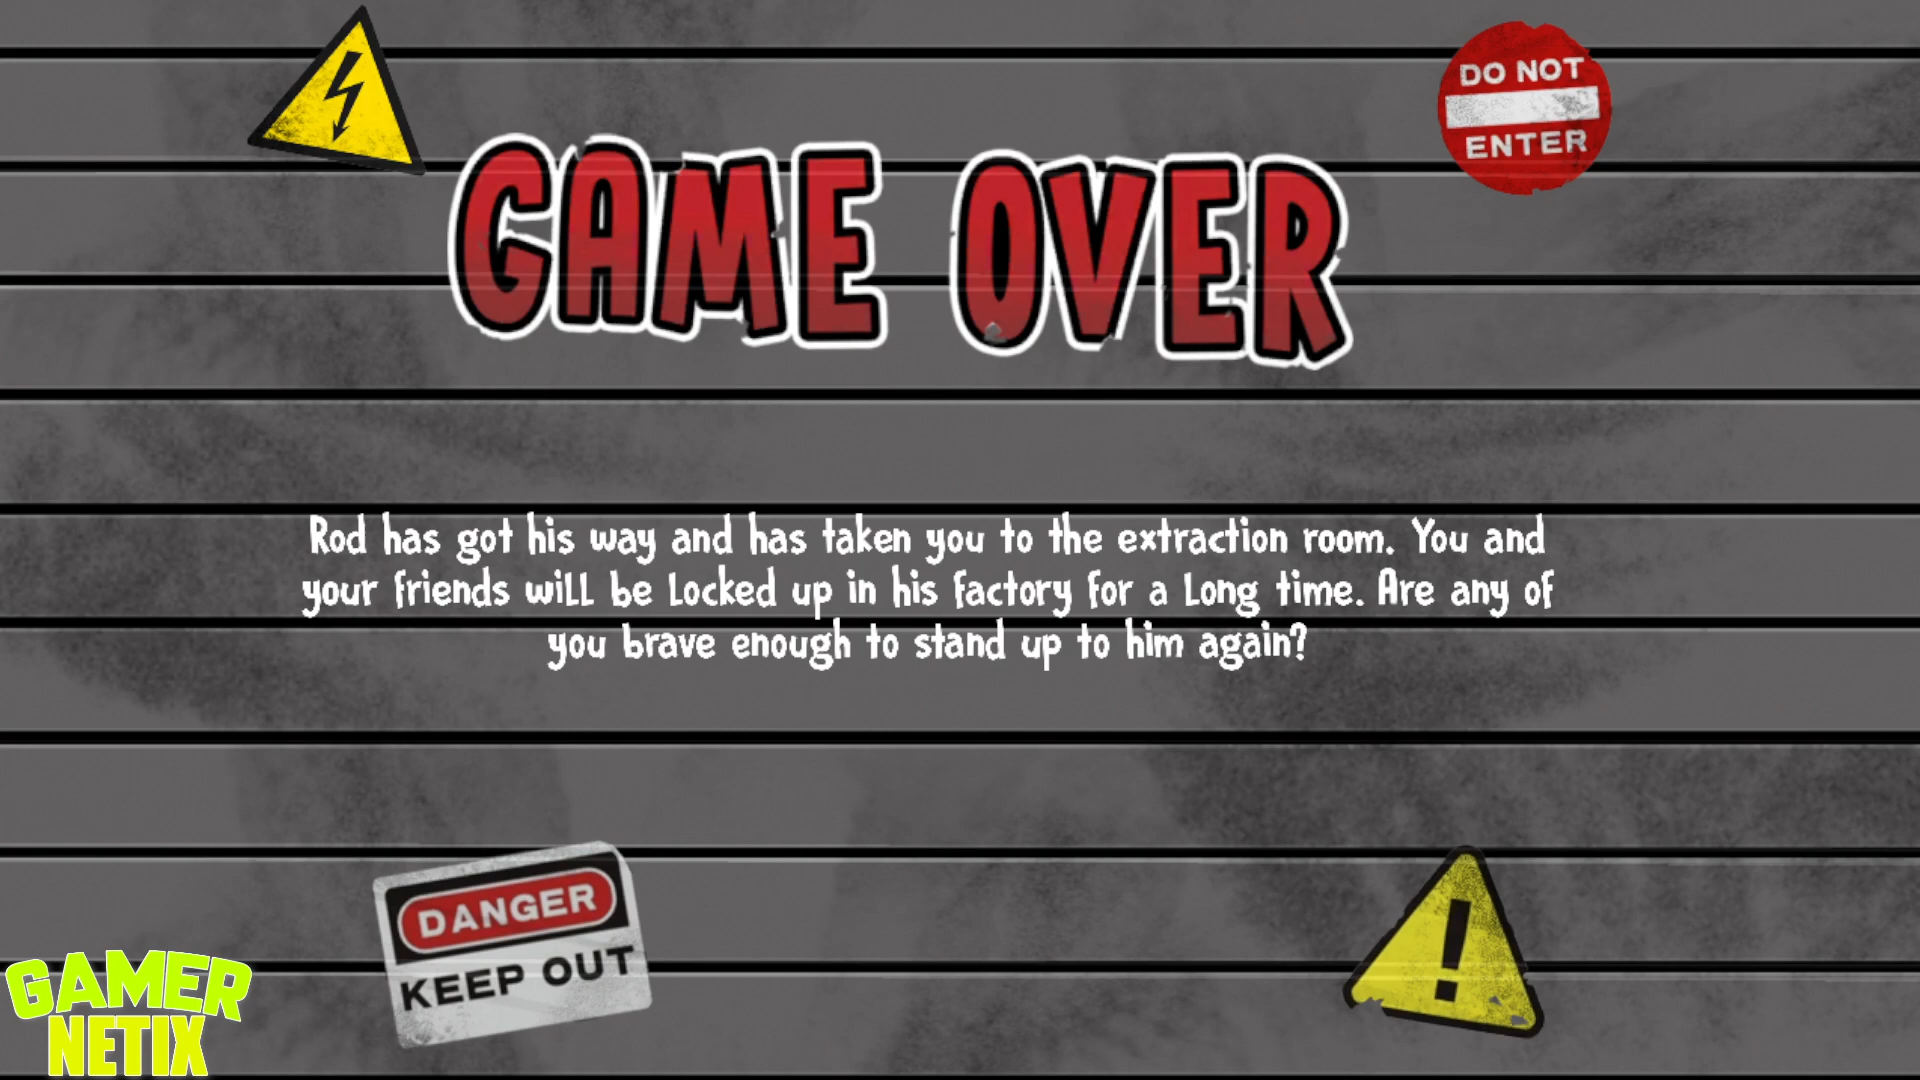 DO NOT
ENTER
GAME OVER
Rod has got his way and has taken you to the extraction room. You and
your friends will be locked up in his factory for a long time. Are any of
you brave enough to stand up to him again?
DANGER
KEEP OUT
!
GAMER
NETIX